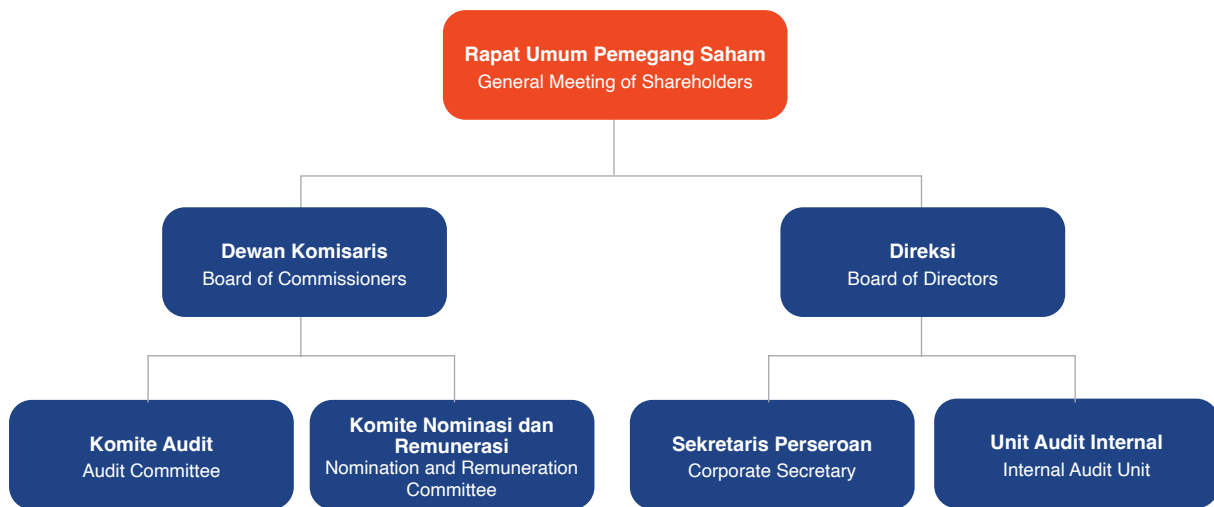 Rapat Umum Pemegang Saham
General Meeting of Shareholders
Dewan Komisaris
Board of Commissioners
Direksi
Board of Directors
Komite Audit
Audit Committee
Komite Nominasi dan
Remunerasi
Nomination and Remuneration
Committee
Sekretaris Perseroan
Corporate Secretary
Unit Audit Internal
Internal Audit Unit